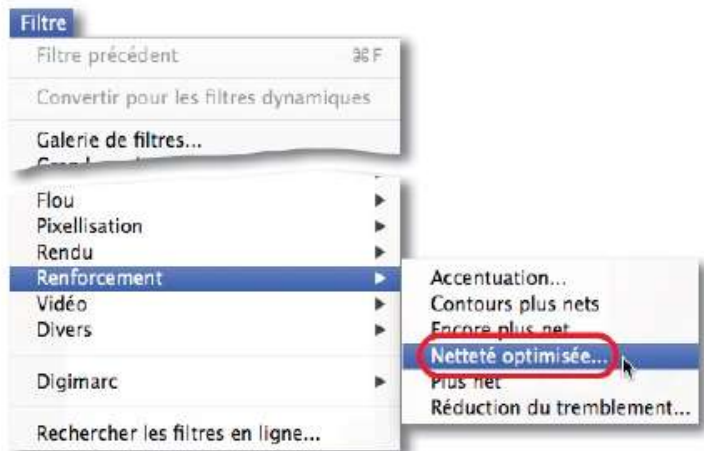 Filtre
Filtre précédent ⌘F
Convertir pour les filtres dynamiques
Galerie de filtres...
Flou
Pixellisation
Rendu
Renforcement
Vidéo
Divers
Digimarc
Rechercher les filtres en ligne...
Accentuation...
Contours plus nets
Encore plus net
Netteté optimisée...
Plus net
Réduction du tremblement...